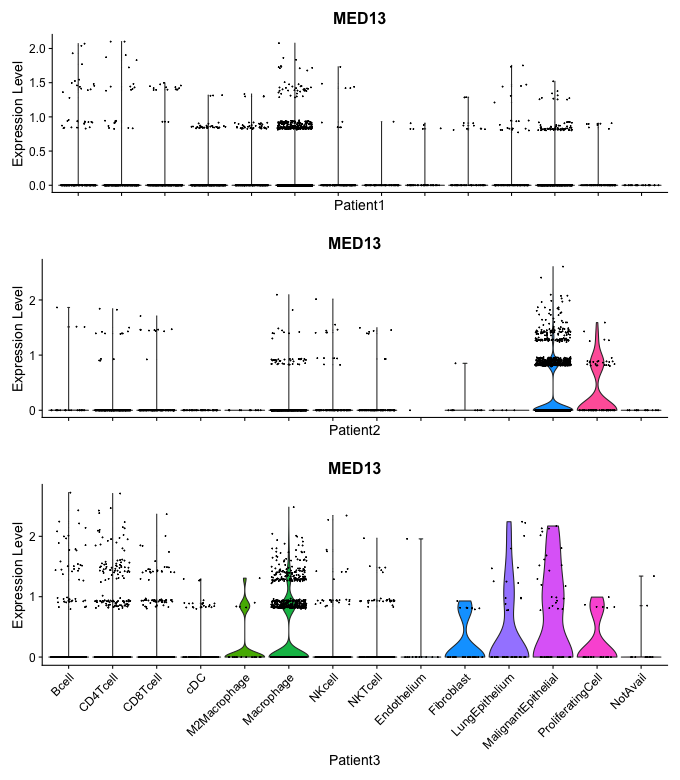 MED13
Expression Level
2.0
1.5
1.0
0.5
0.0
Patient1
MED13
Expression Level
2
1
0
Patient2
MED13
Expression Level
2
1
0
Bcell
CD4Tcell
CD8Tcell
cDC
M2Macrophage
Macrophage
NKcell
NKTcell
Endothelium
Fibroblast
LungEpithelium
MalignantEpithelial
ProliferatingCell
NotAvail
Patient3